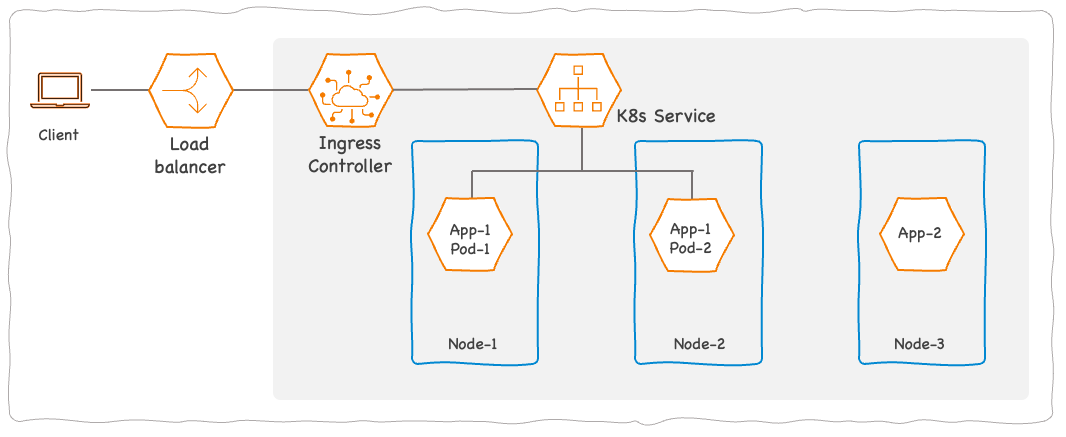 Client
Load
balancer
Ingress
Controller
K8s Service
App-1
Pod-1
Node-1
App-1
Pod-2
Node-2
App-2
Node-3